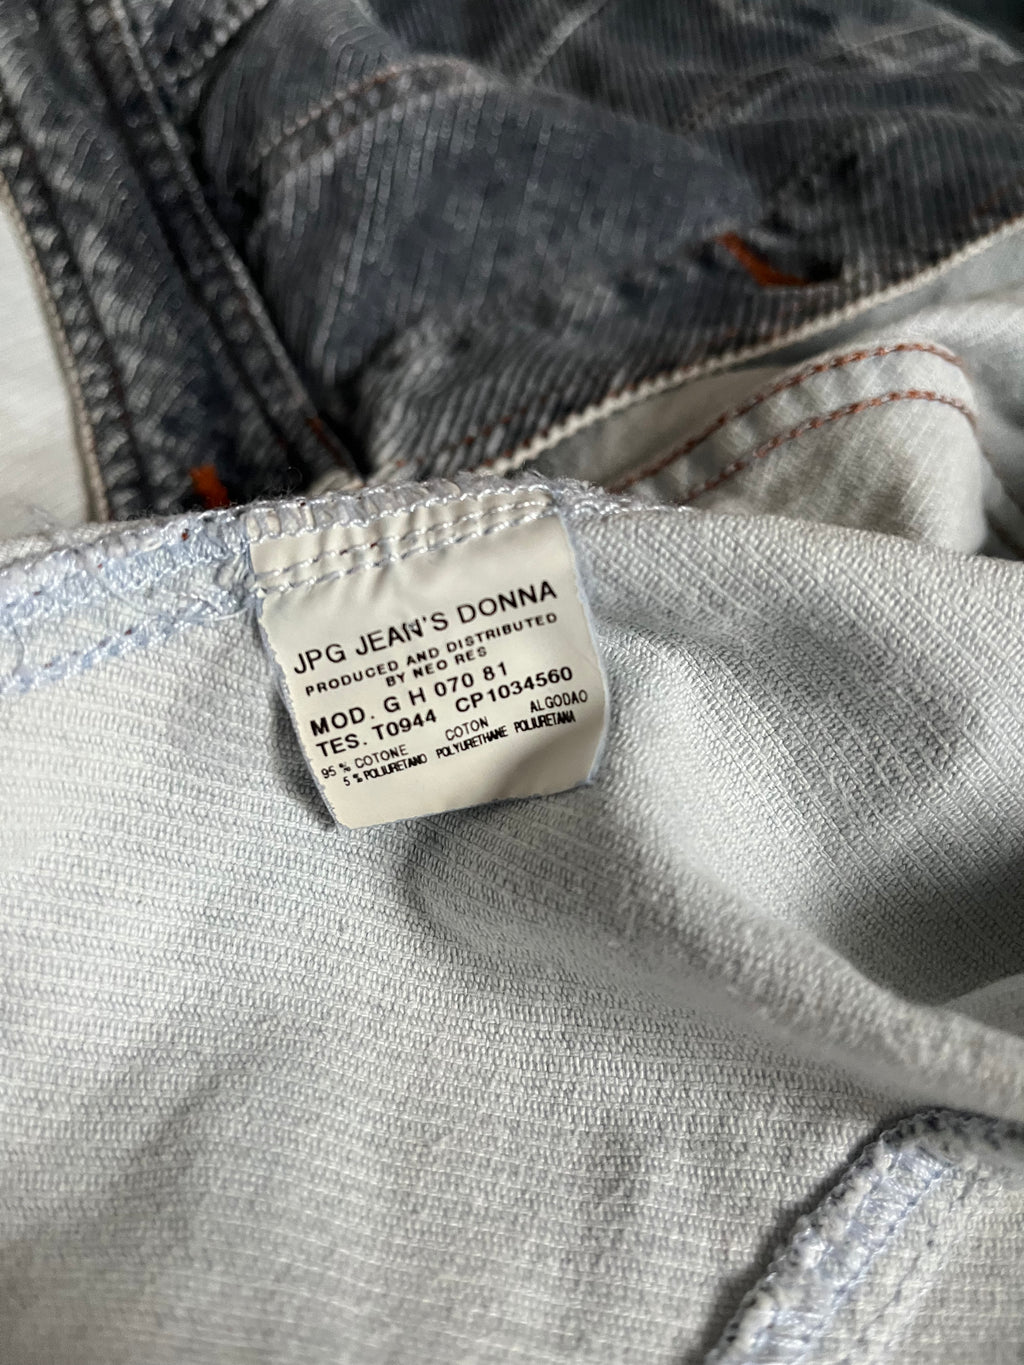 JPG JEAN'S DONNA
PRODUCED AND DISTRIBUTED
BY NEO RES
MOD. G H 070 81
TES. T0944 CP1034560
95 % COTONE COTON ALGODAO
5 % POLIURETANO POLYURETHANE POLIURETANA